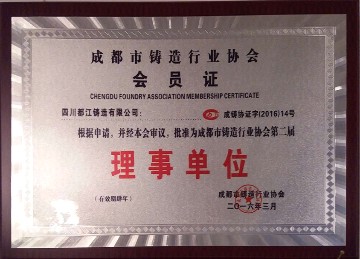 成都市铸造行业协会
会员证
CHENGDU FOUNDRY ASSOCIATION MEMBERSHIP CERTIFICATE
四川都江铸造有限公司： 成铸协证字(2016)14号
根据申请，并经本会审议，批准为成都市铸造行业协会第二届
理事单位
(有效期肆年)
成都市铸造行业协会
二〇一六年三月